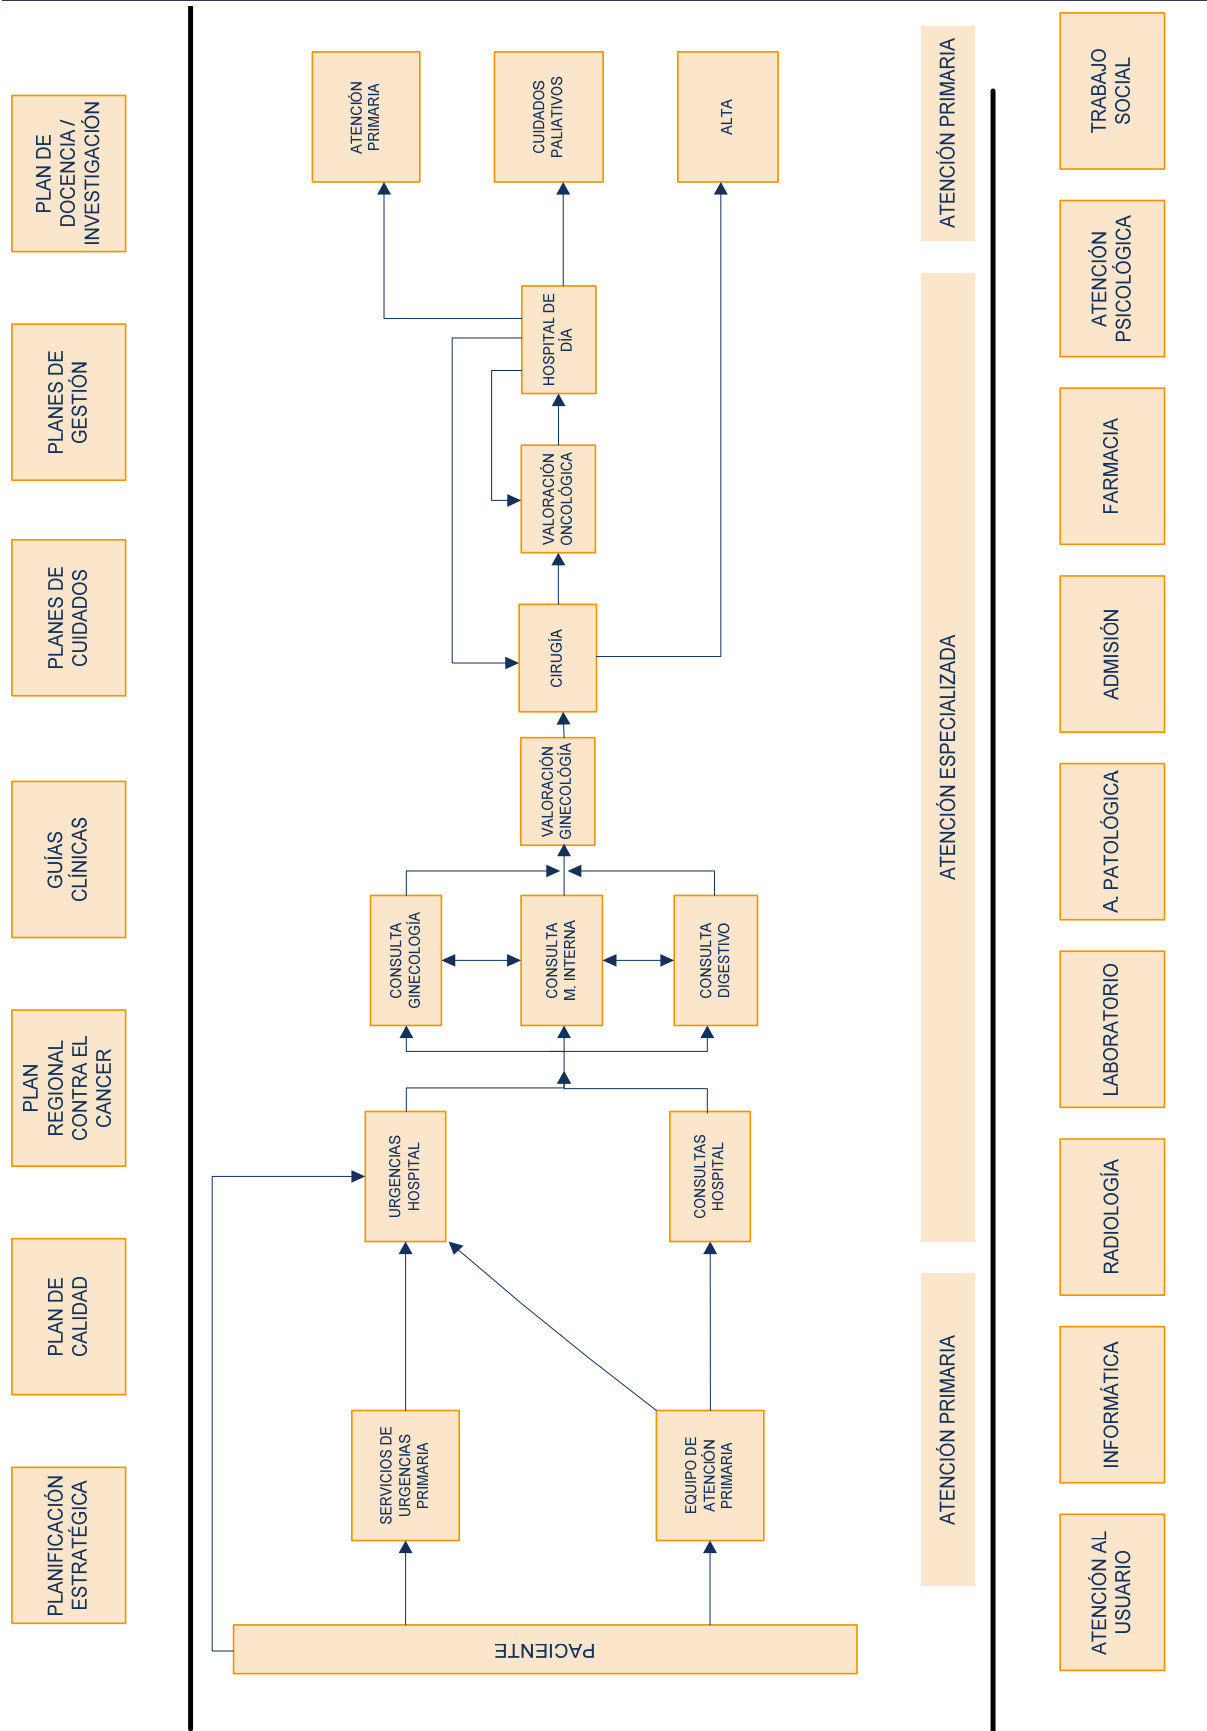 PLANIFICACIÓN
ESTRATÉGICA
PLAN DE
CALIDAD
PLAN
REGIONAL
CONTRA EL
CANCER
GUÍAS
CLÍNICAS
PLANES DE
CUIDADOS
PLANES DE
GESTIÓN
PLAN DE
DOCENCIA /
INVESTIGACIÓN
PACIENTE
SERVICIOS DE
URGENCIAS
PRIMARIA
EQUIPO DE
ATENCIÓN
PRIMARIA
URGENCIAS
HOSPITAL
CONSULTAS
HOSPITAL
CONSULTA
GINECOLOGÍA
CONSULTA
M. INTERNA
CONSULTA
DIGESTIVO
VALORACIÓN
GINECOLÓGÍA
CIRUGÍA
VALORACIÓN
ONCOLÓGICA
HOSPITAL DE
DÍA
ATENCIÓN
PRIMARIA
CUIDADOS
PALIATIVOS
ALTA
ATENCIÓN PRIMARIA
ATENCIÓN ESPECIALIZADA
ATENCIÓN PRIMARIA
ATENCIÓN AL
USUARIO
INFORMÁTICA
RADIOLOGÍA
LABORATORIO
A. PATOLÓGICA
ADMISIÓN
FARMACIA
ATENCIÓN
PSICOLÓGICA
TRABAJO
SOCIAL